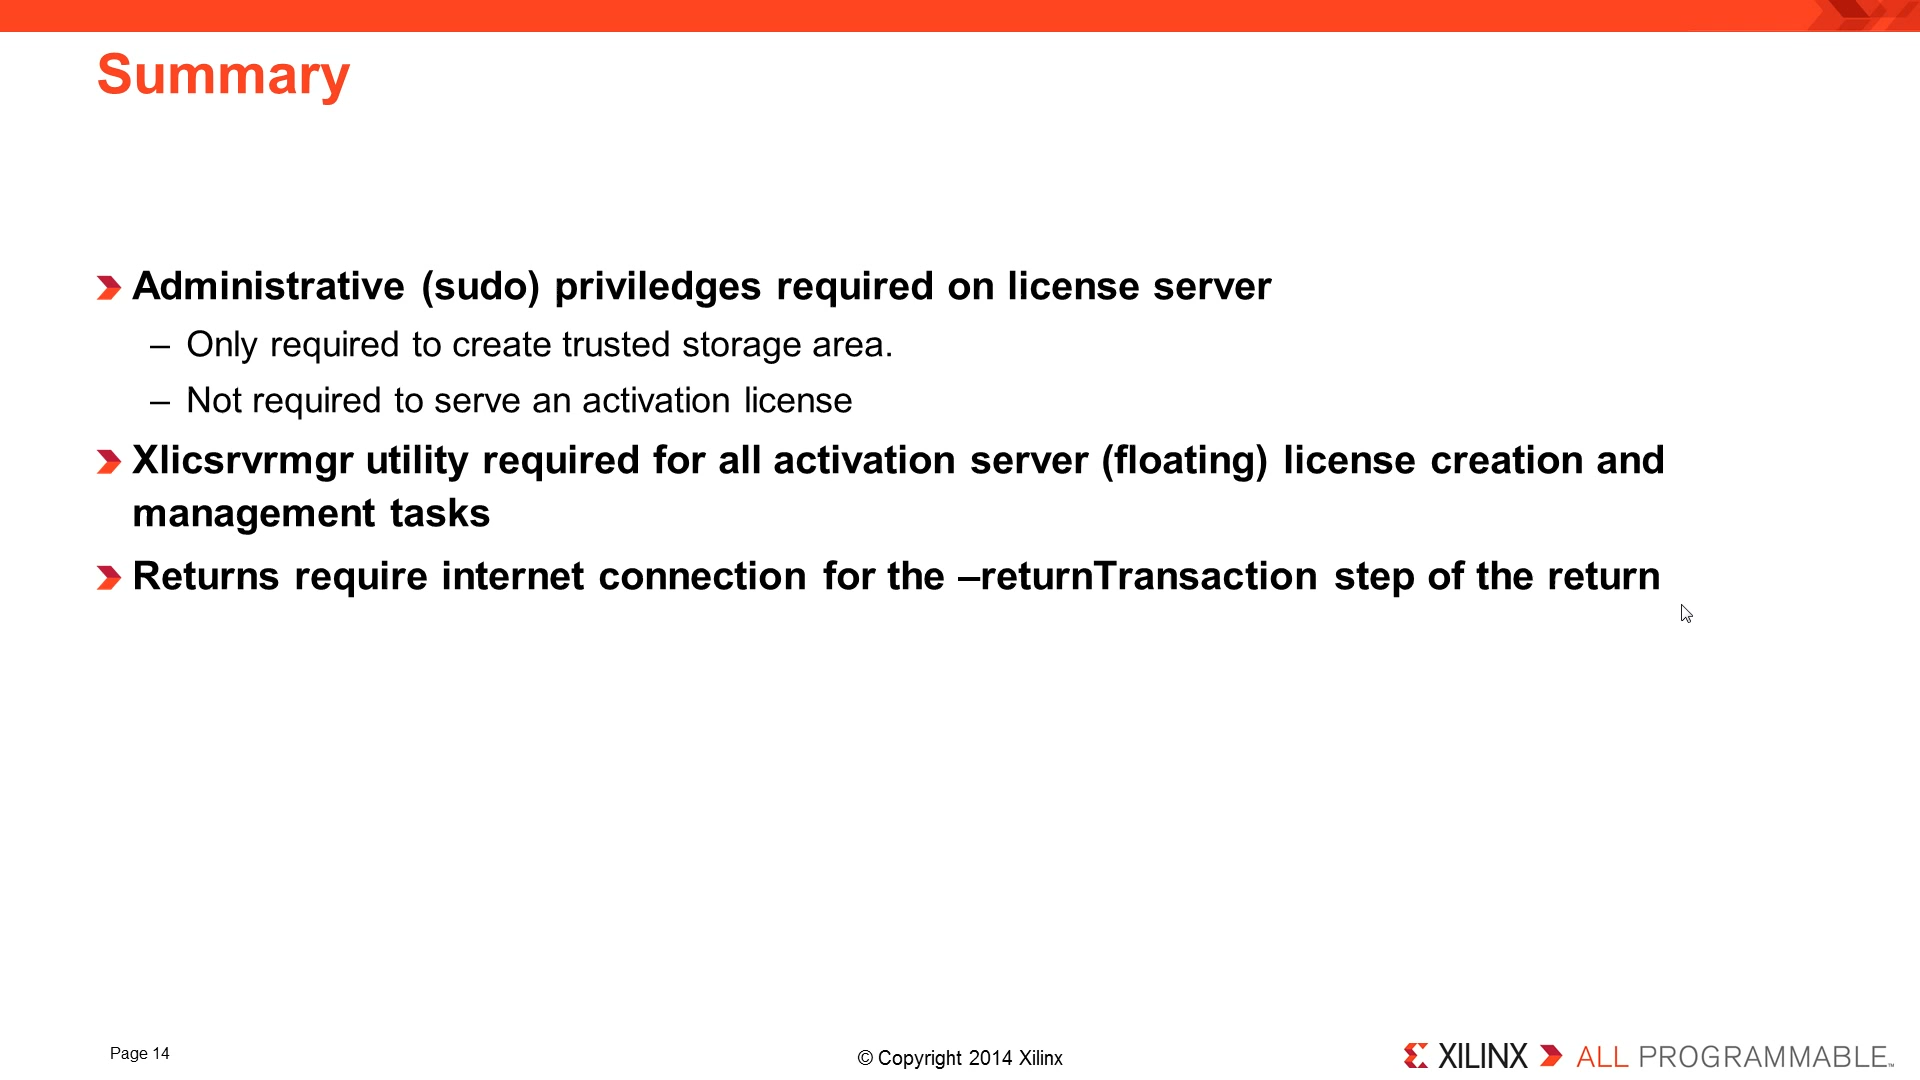 Summary
Administrative (sudo) priviledges required on license server
– Only required to create trusted storage area.
– Not required to serve an activation license
Xlicsrvrmgr utility required for all activation server (floating) license creation and
management tasks
Returns require internet connection for the –returnTransaction step of the return
Page 14
© Copyright 2014 Xilinx
XILINX ALL PROGRAMMABLE™